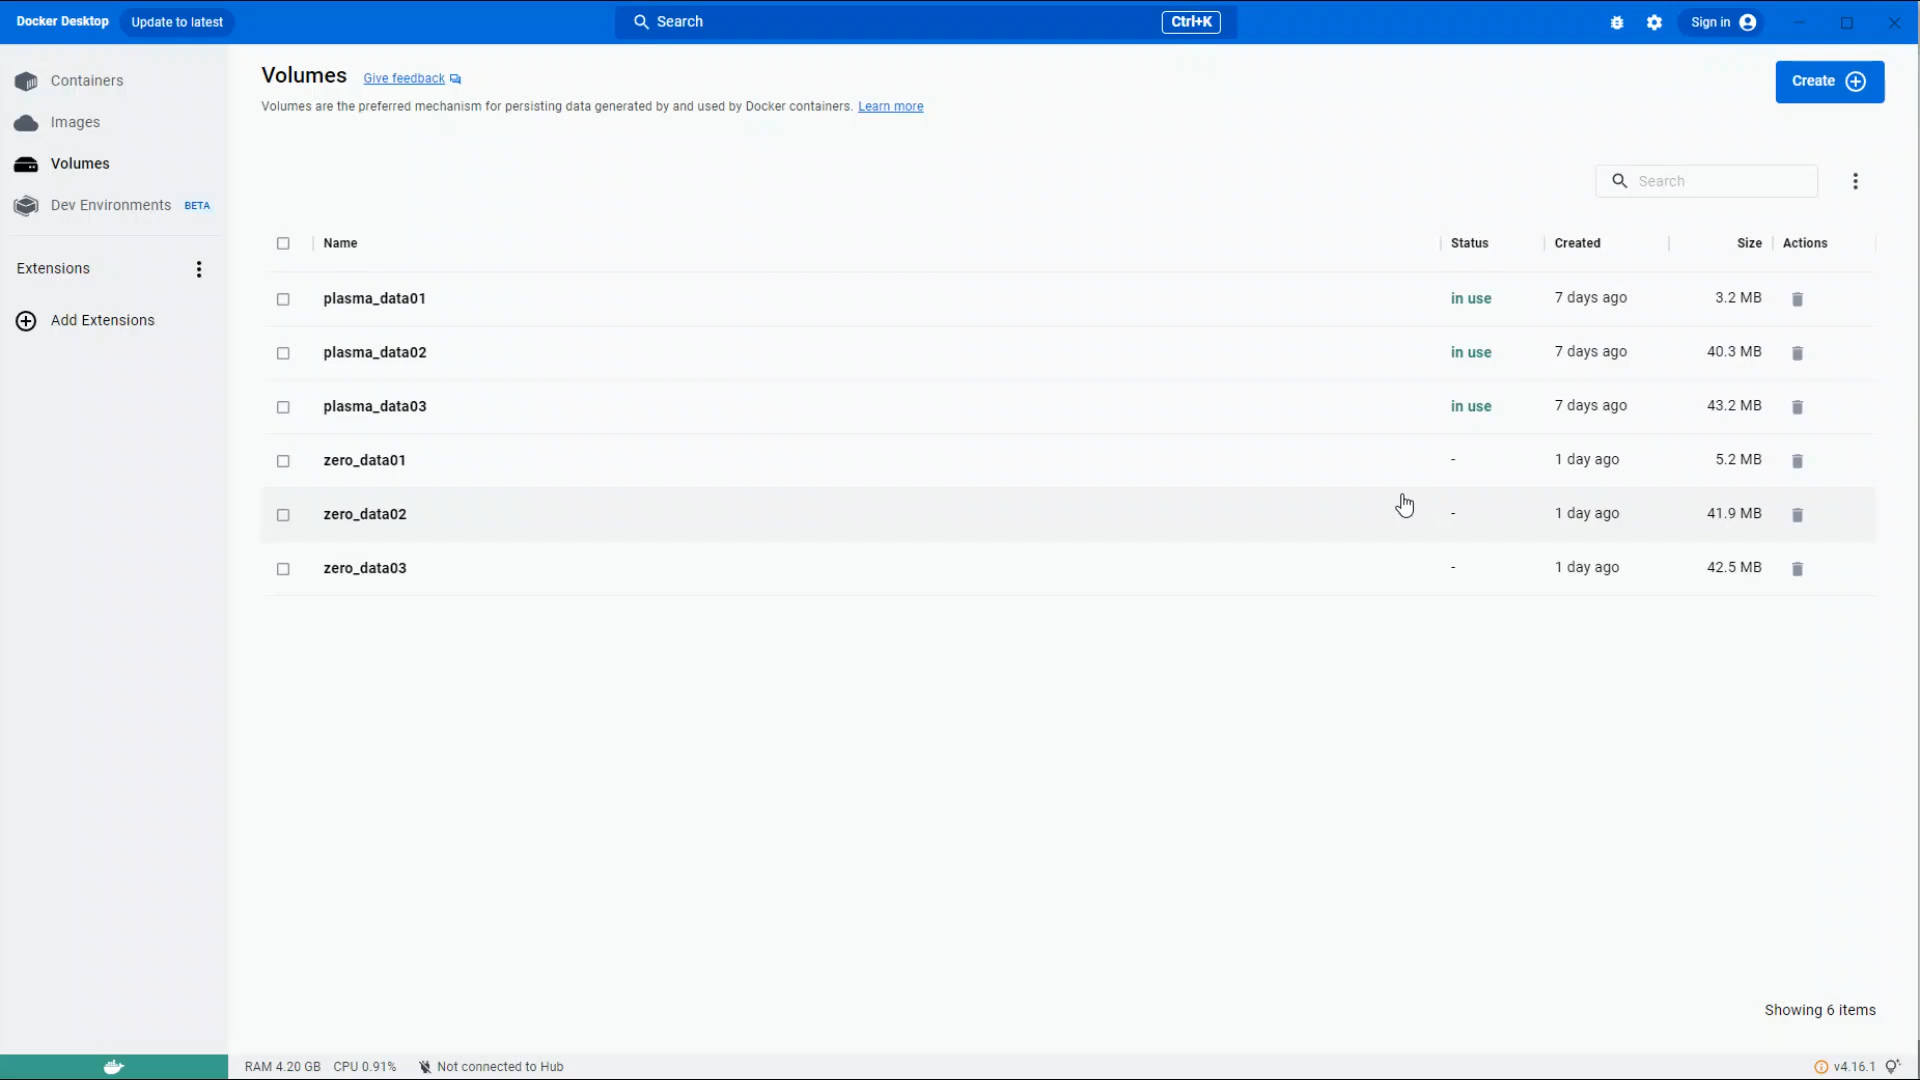 Docker Desktop Update to latest Search Ctrl+K Sign in
Containers
Images
Volumes
Dev Environments BETA
Extensions
Add Extensions
Volumes Give feedback
Create
Volumes are the preferred mechanism for persisting data generated by and used by Docker containers. Learn more
Search
Name Status Created Size Actions
plasma_data01 in use 7 days ago 3.2 MB
plasma_data02 in use 7 days ago 40.3 MB
plasma_data03 in use 7 days ago 43.2 MB
zero_data01 - 1 day ago 5.2 MB
zero_data02 - 1 day ago 41.9 MB
zero_data03 - 1 day ago 42.5 MB
Showing 6 items
RAM 4.20 GB CPU 0.91% Not connected to Hub v4.16.1